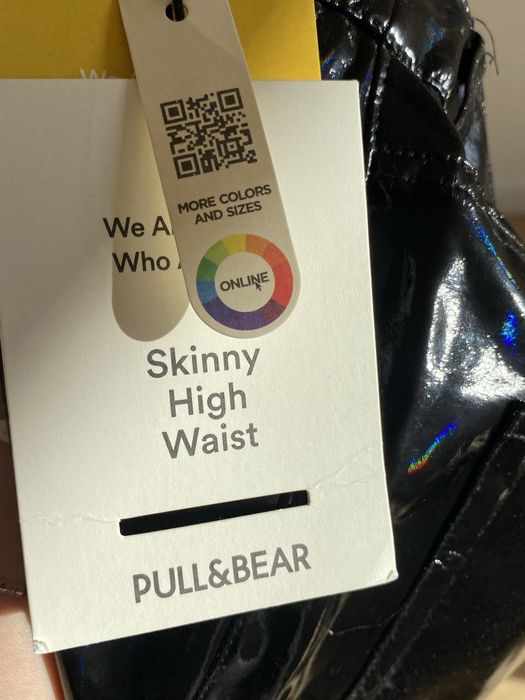 MORE COLORS
AND SIZES
ONLINE
We
Who
Skinny
High
Waist
PULL&BEAR